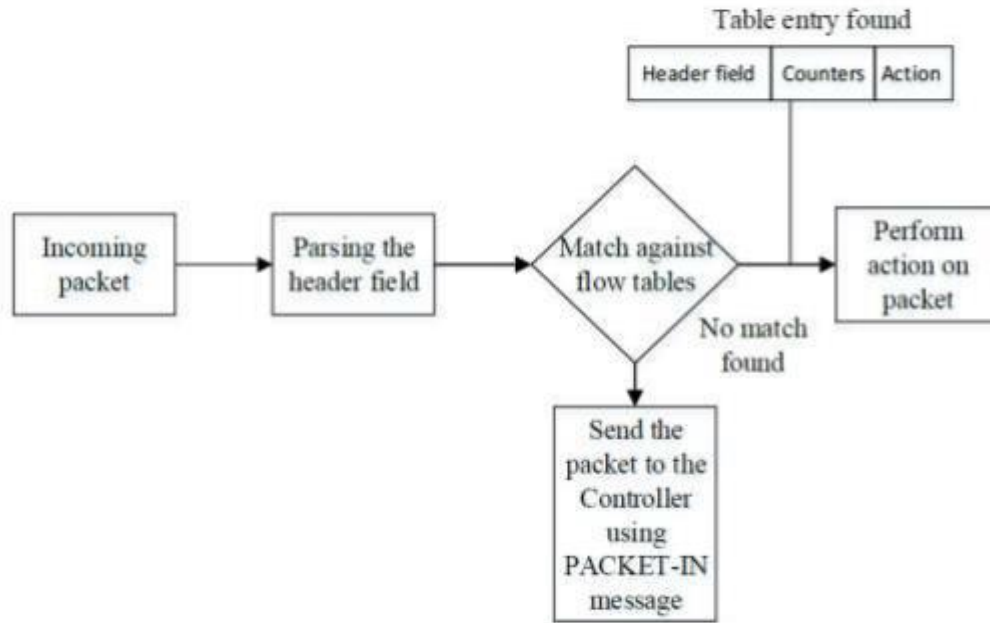 Table entry found
Header field Counters Action
Incoming
packet
Parsing the
header field
Match against
flow tables
Perform
action on
packet
No match
found
Send the
packet to the
Controller
using
PACKET-IN
message